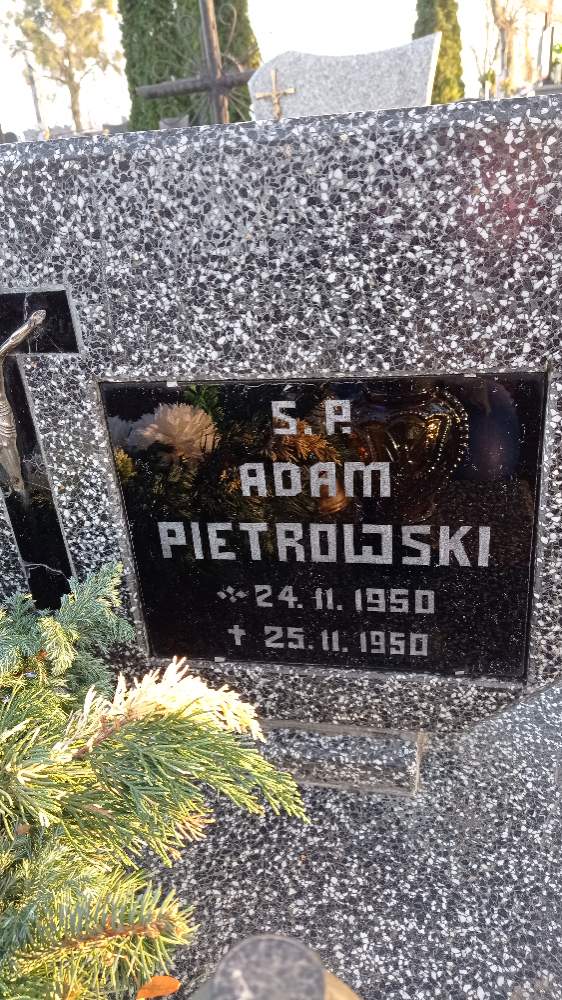 Ś.P.
ADAM
PIETROWSKI
* 24.11.1950
✝ 25.11.1950